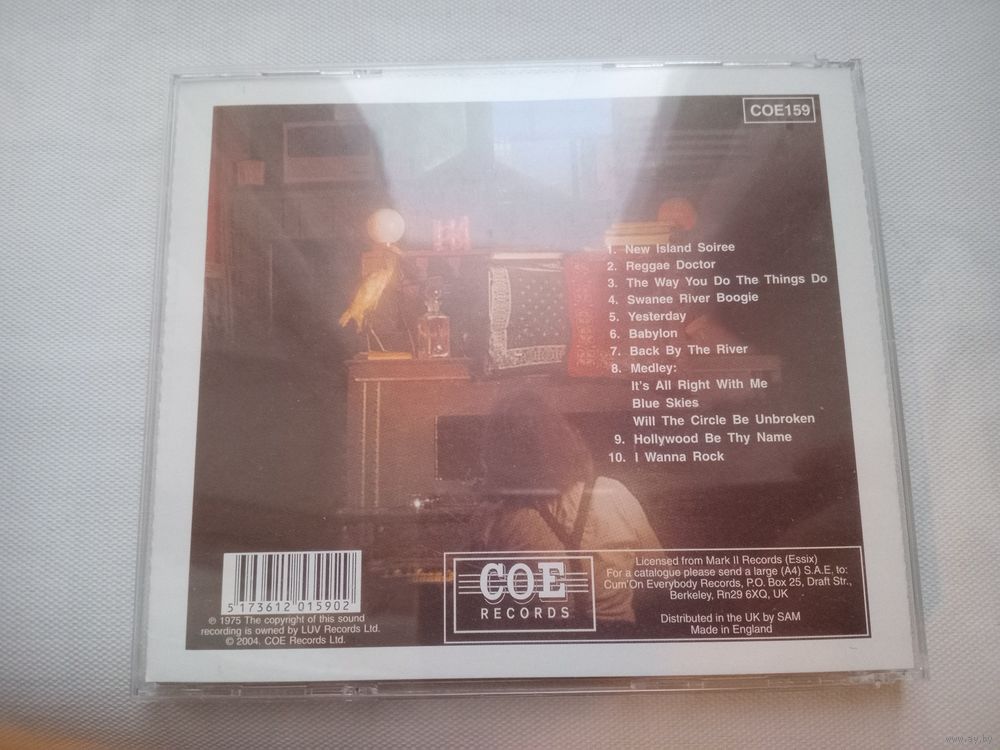 COE159
1. New Island Soiree
2. Reggae Doctor
3. The Way You Do The Things Do
4. Swanee River Boogie
5. Yesterday
6. Babylon
7. Back By The River
8. Medley:
It's All Right With Me
Blue Skies
Will The Circle Be Unbroken
9. Hollywood Be Thy Name
10. I Wanna Rock
5 173612 015902
℗ 1975 The copyright of this sound
recording is owned by LUV Records Ltd.
© 2004. COE Records Ltd.
COE
RECORDS
Licensed from Mark II Records (Essix)
For a catalogue please send a large (A4) S.A.E. to:
Cum'On Everybody Records, P.O. Box 25, Draft Str.,
Berkeley, Rn29 6XQ, UK
Distributed in the UK by SAM
Made in England
www.ay.by